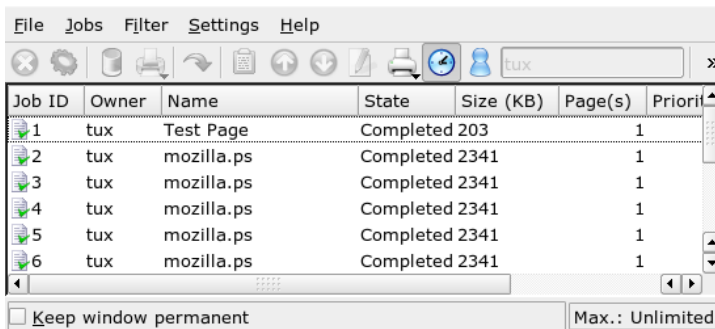 File Jobs Filter Settings Help
tux
Job ID Owner Name State Size (KB) Page(s) Priorit
1 tux Test Page Completed 203 1
2 tux mozilla.ps Completed 2341 1
3 tux mozilla.ps Completed 2341 1
4 tux mozilla.ps Completed 2341 1
5 tux mozilla.ps Completed 2341 1
6 tux mozilla.ps Completed 2341 1
Keep window permanent Max.: Unlimited